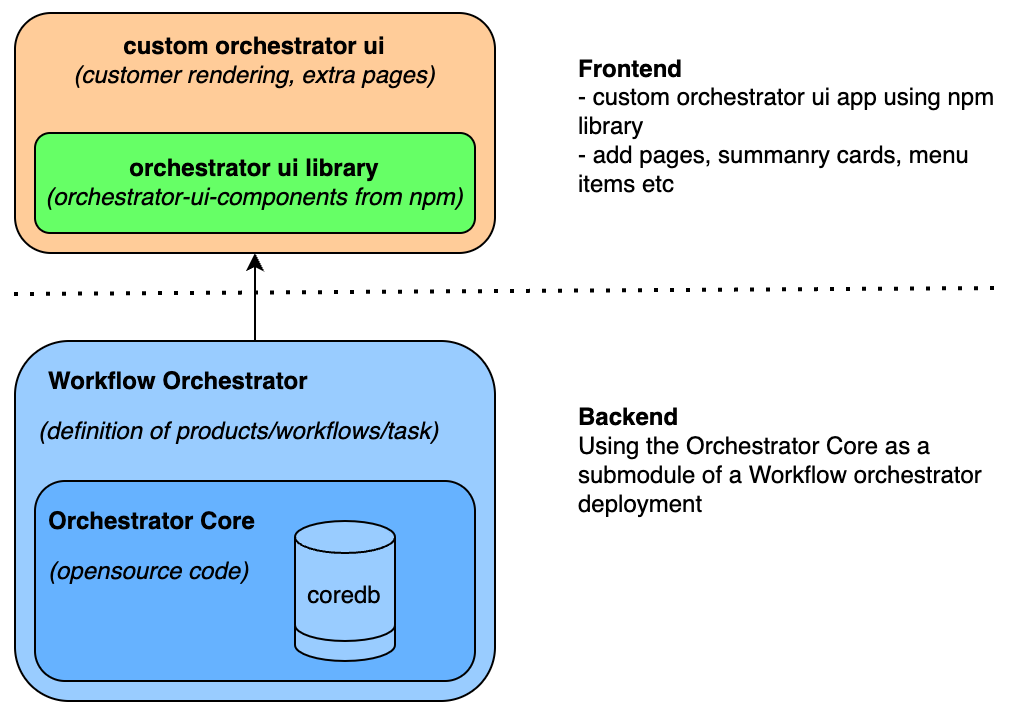 custom orchestrator ui
(customer rendering, extra pages)
orchestrator ui library
(orchestrator-ui-components from npm)
Frontend
- custom orchestrator ui app using npm
library
- add pages, summanry cards, menu
items etc
Workflow Orchestrator
(definition of products/workflows/task)
Orchestrator Core
(opensource code)
coredb
Backend
Using the Orchestrator Core as a
submodule of a Workflow orchestrator
deployment